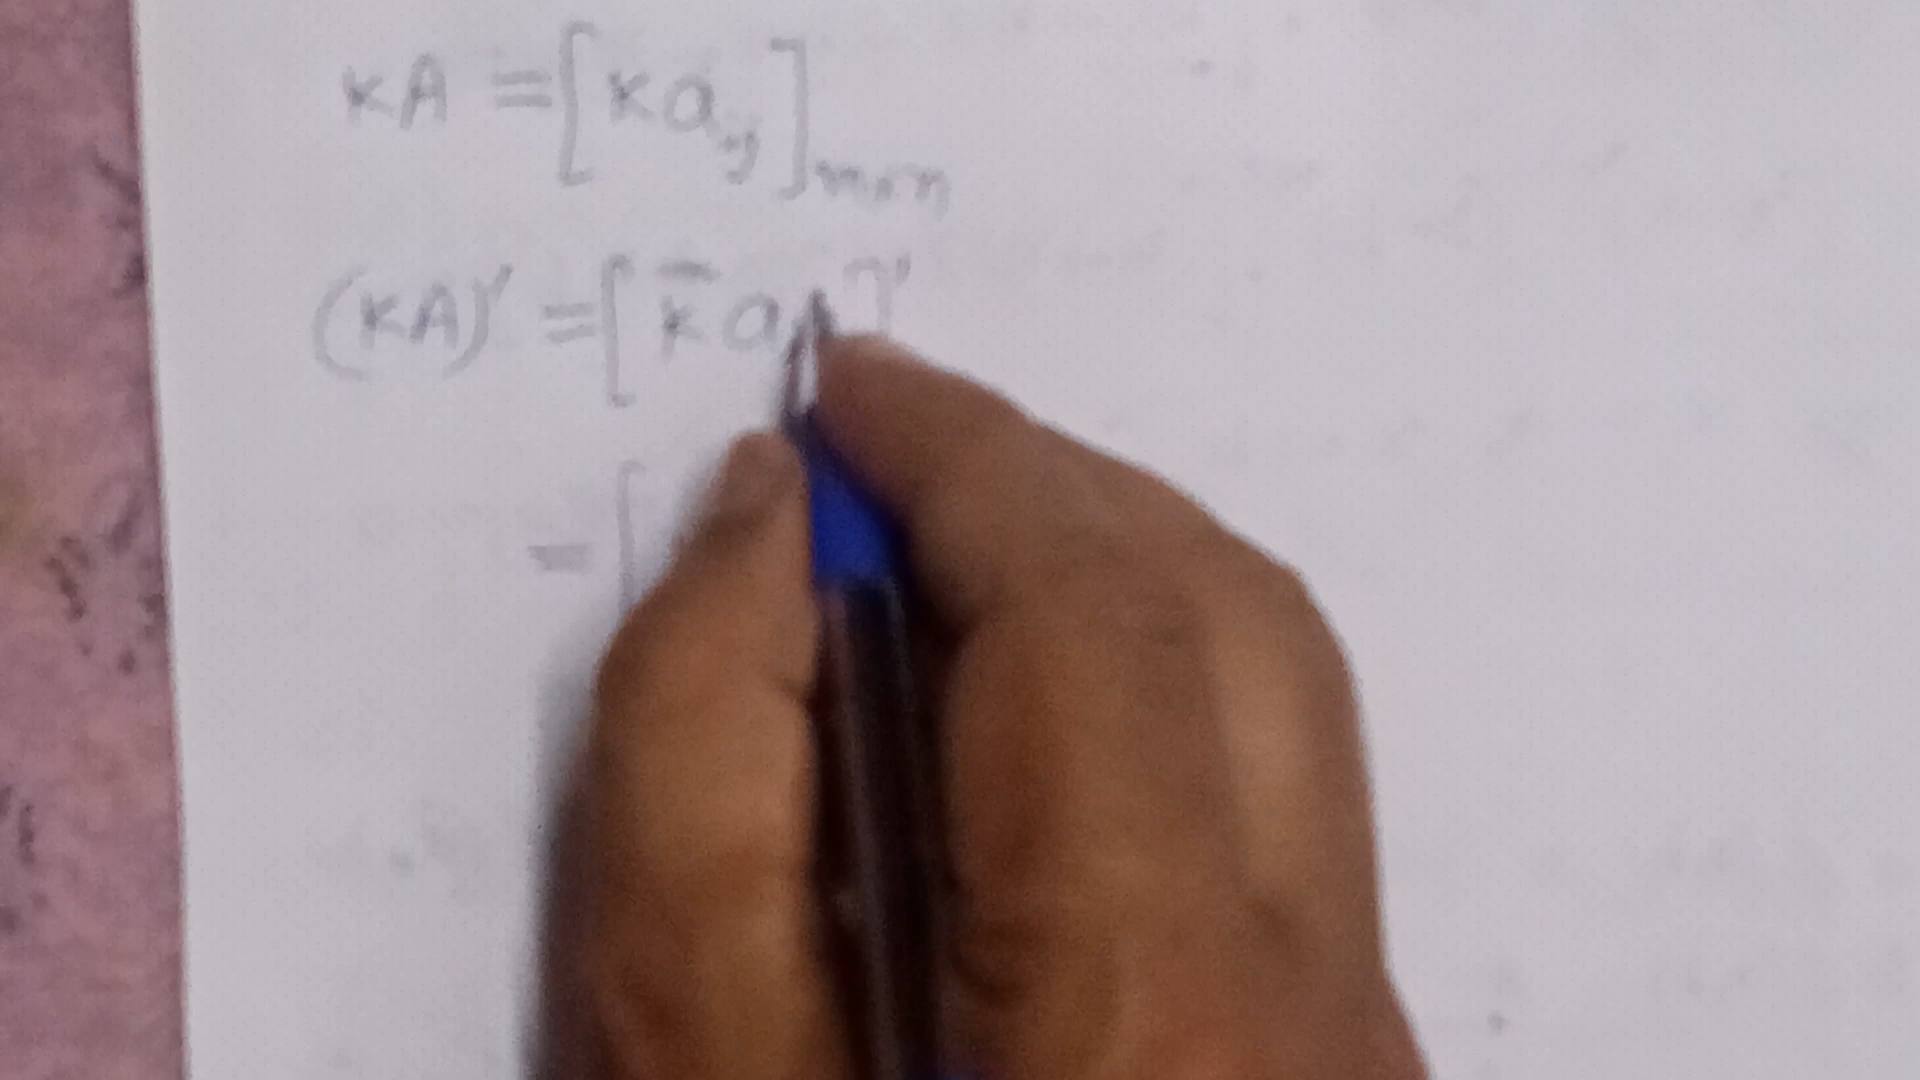 KA = [Ka_ij]_m×n
(KA)' = [K a ]'
= [